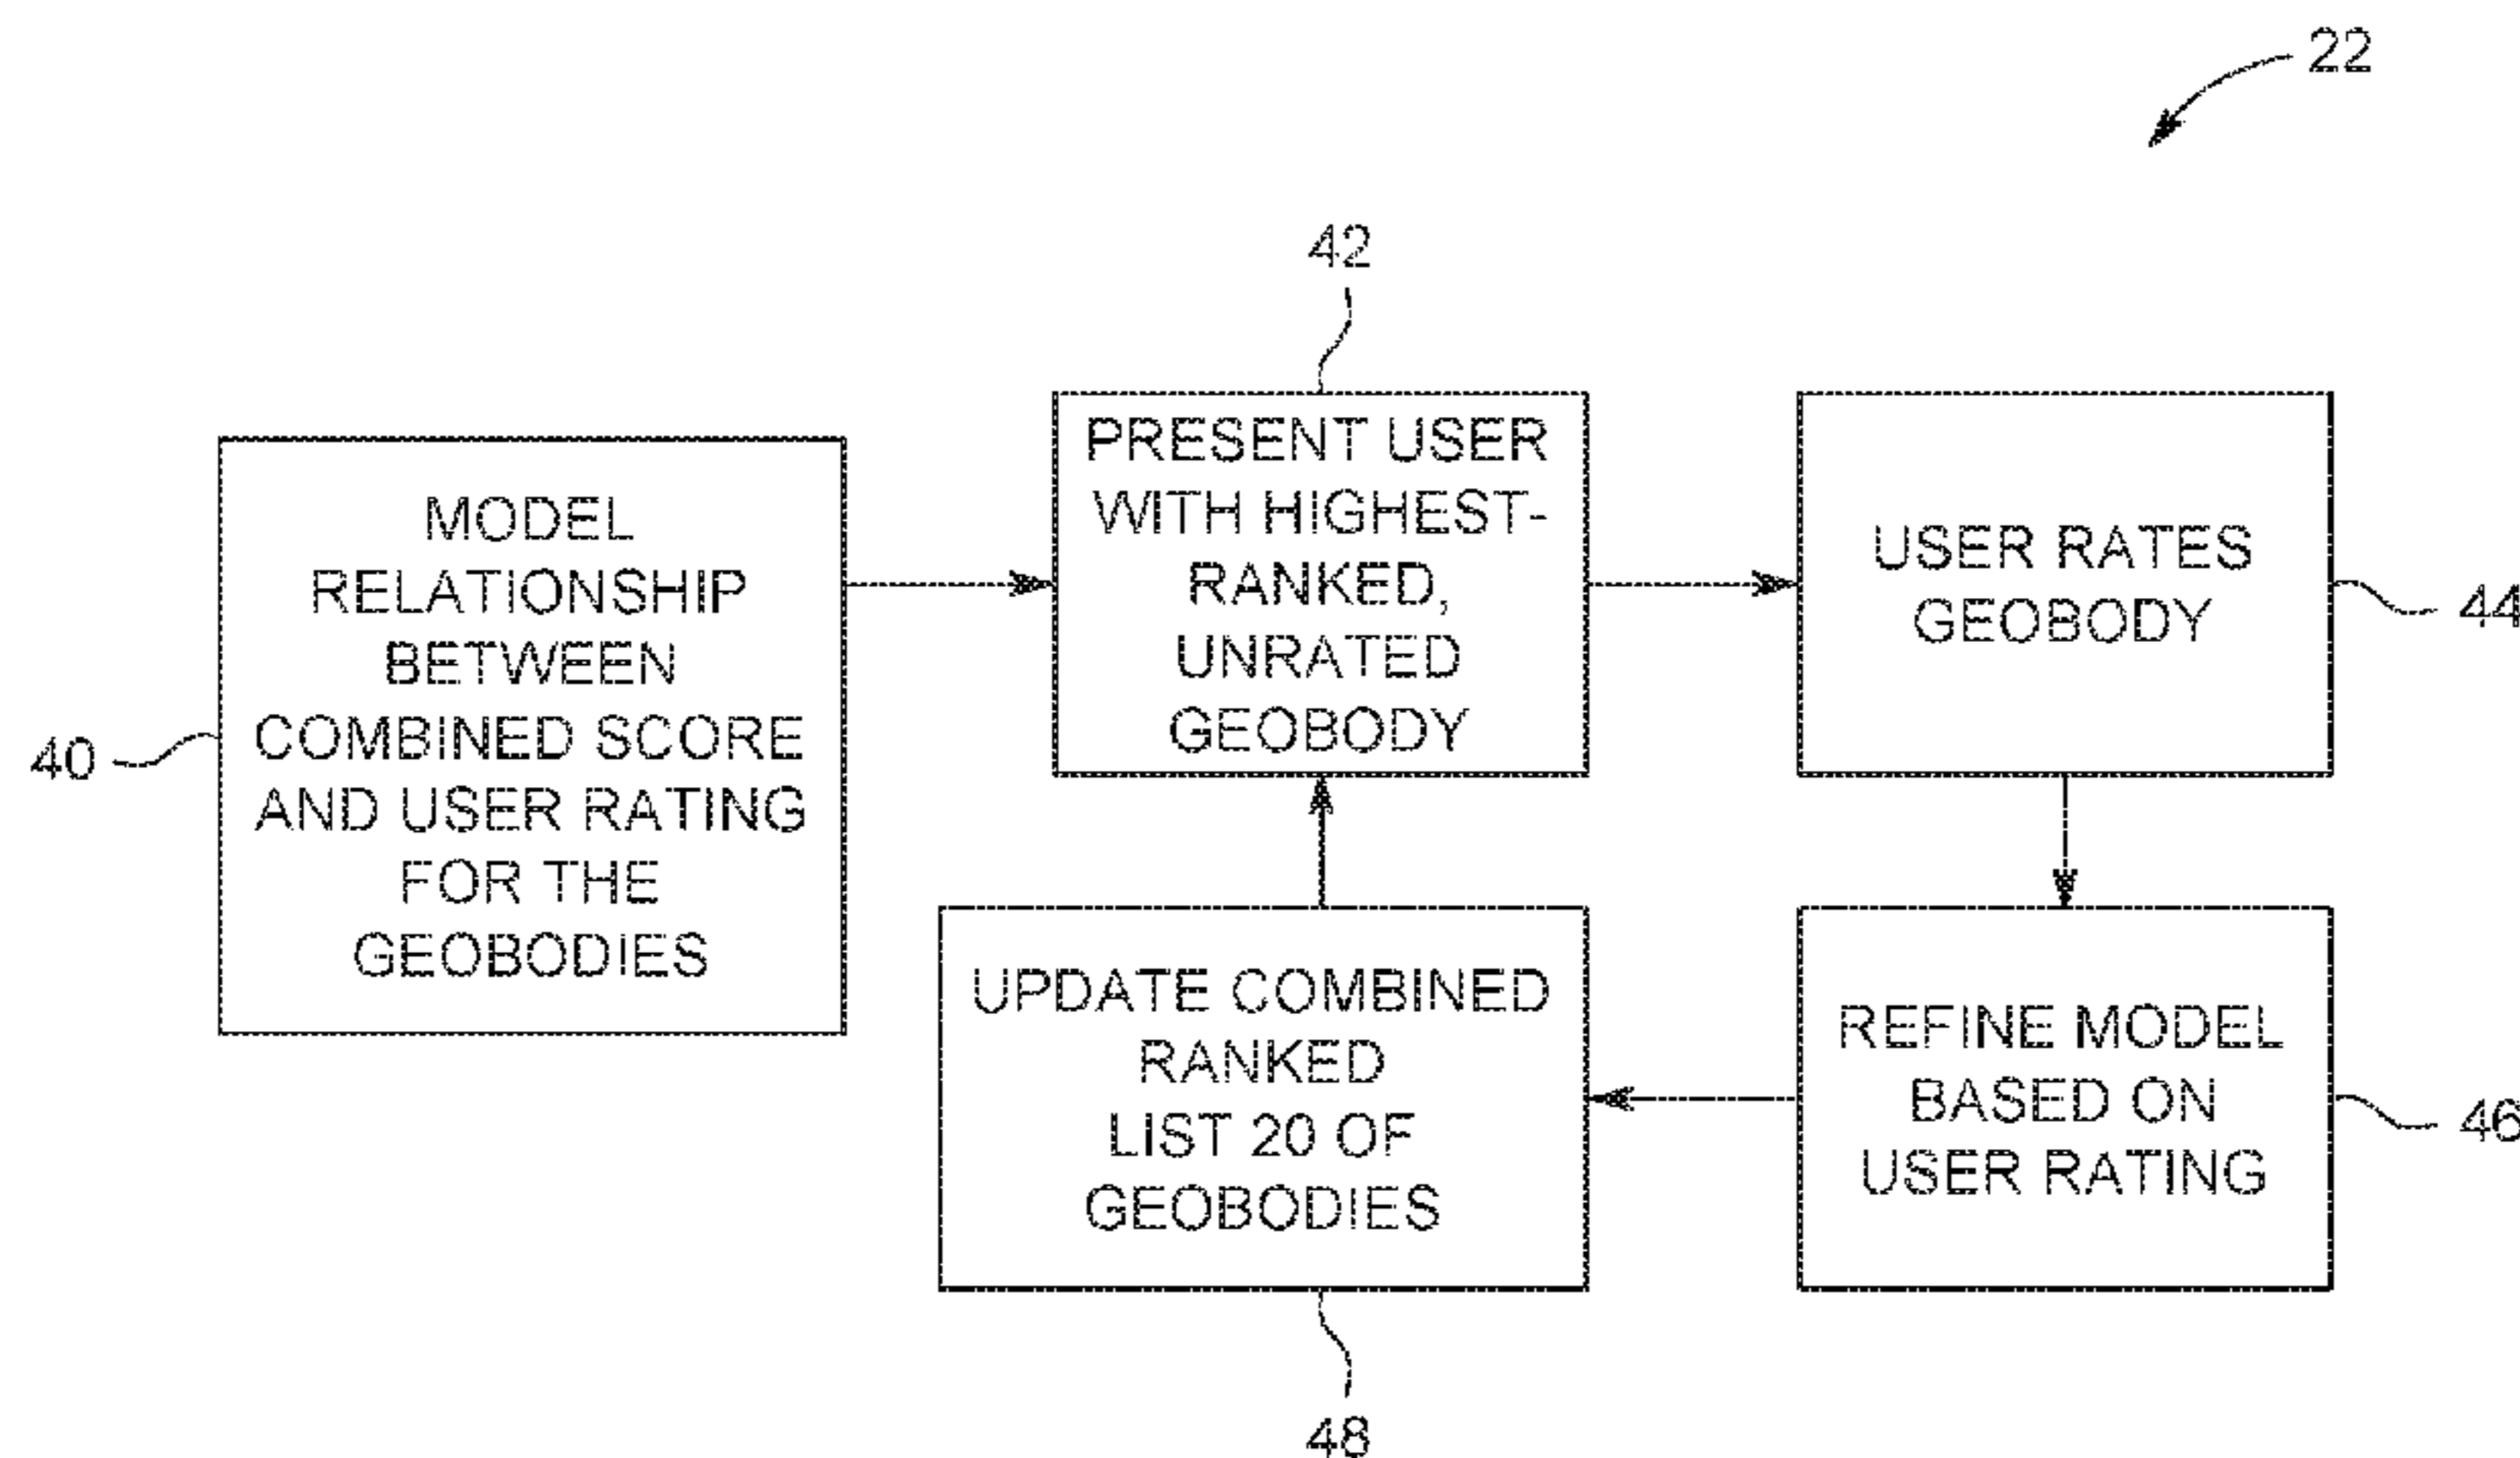 22
42
PRESENT USER
WITH HIGHEST-
RANKED,
UNRATED
GEOBODY
USER RATES
GEOBODY
44
MODEL
RELATIONSHIP
BETWEEN
COMBINED SCORE
AND USER RATING
FOR THE
GEOBODIES
40
UPDATE COMBINED
RANKED
LIST 20 OF
GEOBODIES
48
REFINE MODEL
BASED ON
USER RATING
46